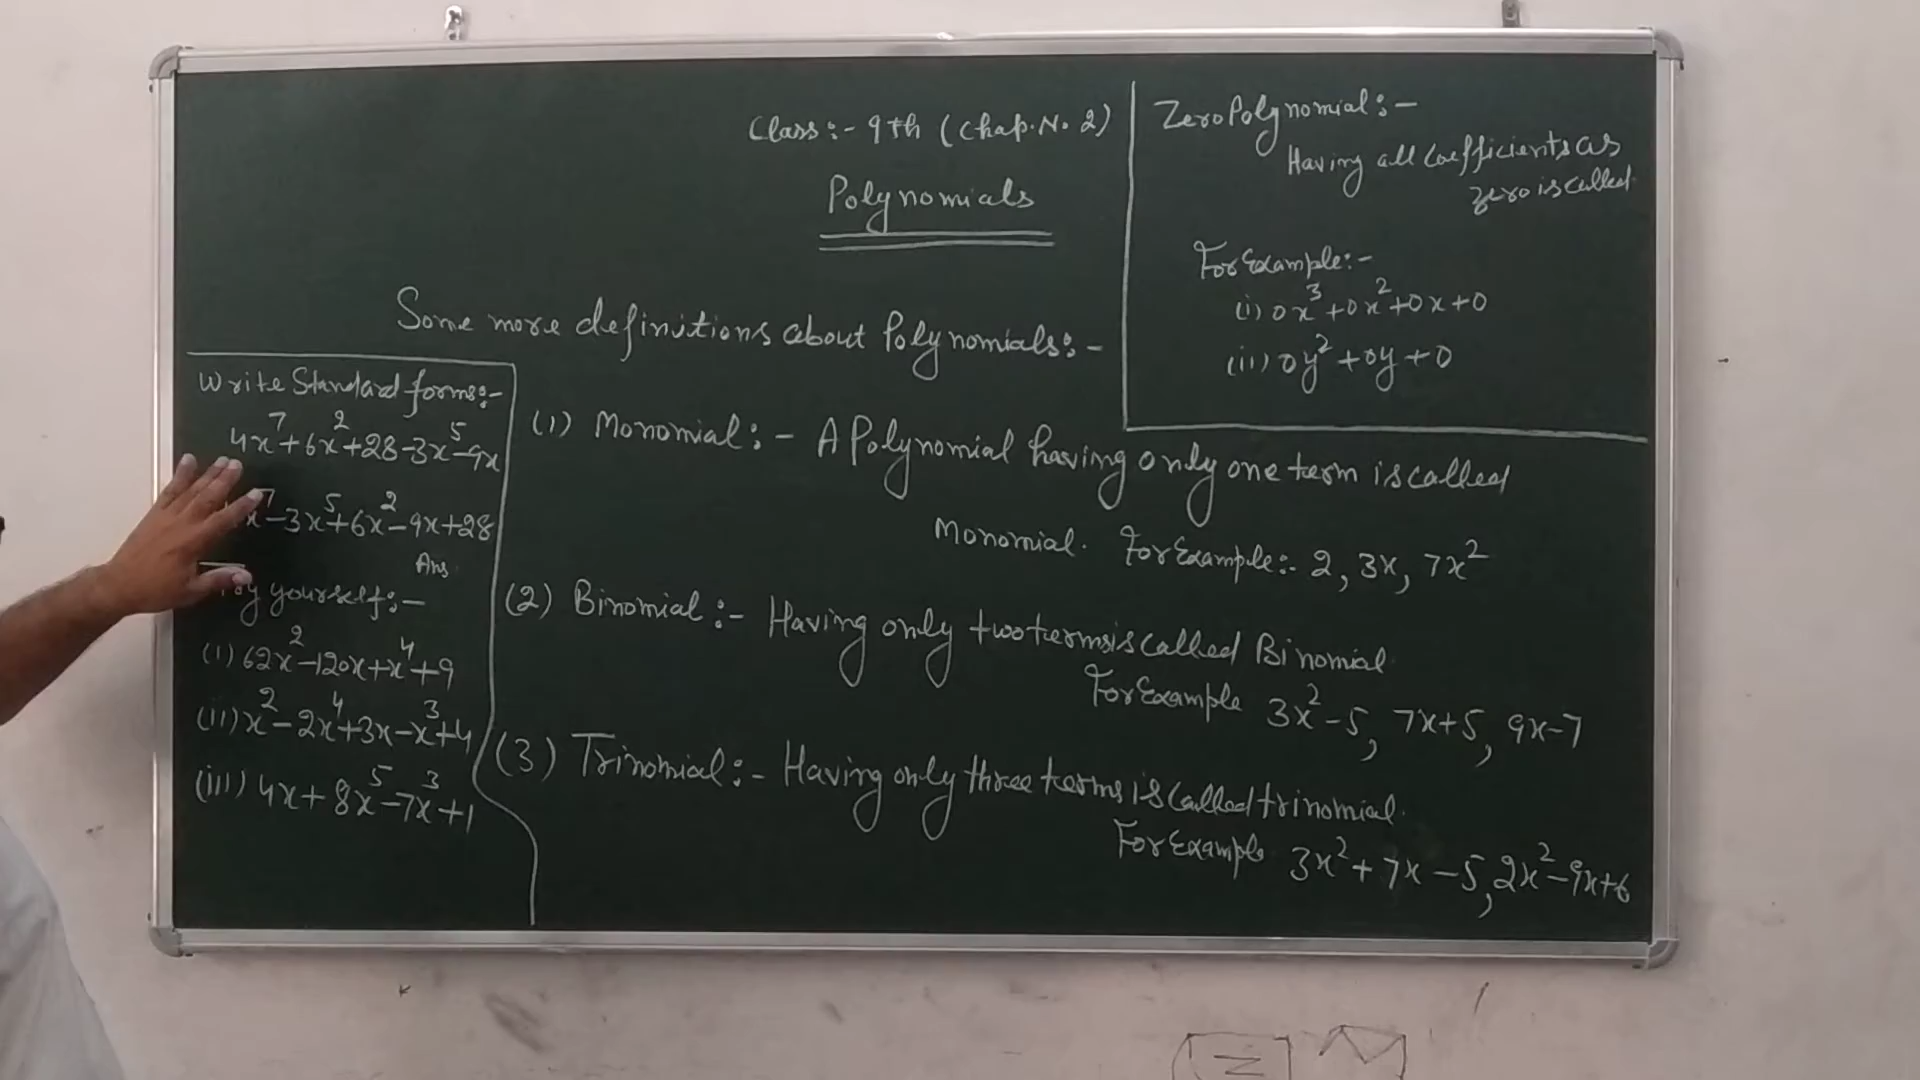 Class:- 9th (Chap. No. 2)
Polynomials
Zero Polynomial:-
Having all Coefficients as
zero is called
For Example:-
(i) 0x³+0x²+0x+0
(ii) 0y²+0y+0
Some more definitions about Polynomials:-
Write Standard forms:-
4x⁷+6x²+28-3x⁵-9x
x⁷-3x⁵+6x²-9x+28
Ans
yourself:-
(i) 62x²-120x+x⁴+9
(ii) x²-2x⁴+3x-x³+4
(iii) 4x+8x⁵-7x³+1
(1) Monomial:- A Polynomial having only one term is called
Monomial. For Example:- 2, 3x, 7x²
(2) Binomial:- Having only two terms is called Binomial
For Example 3x²-5, 7x+5, 9x-7
(3) Trinomial:- Having only three terms is called trinomial.
For Example 3x²+7x-5, 2x²-9x+6